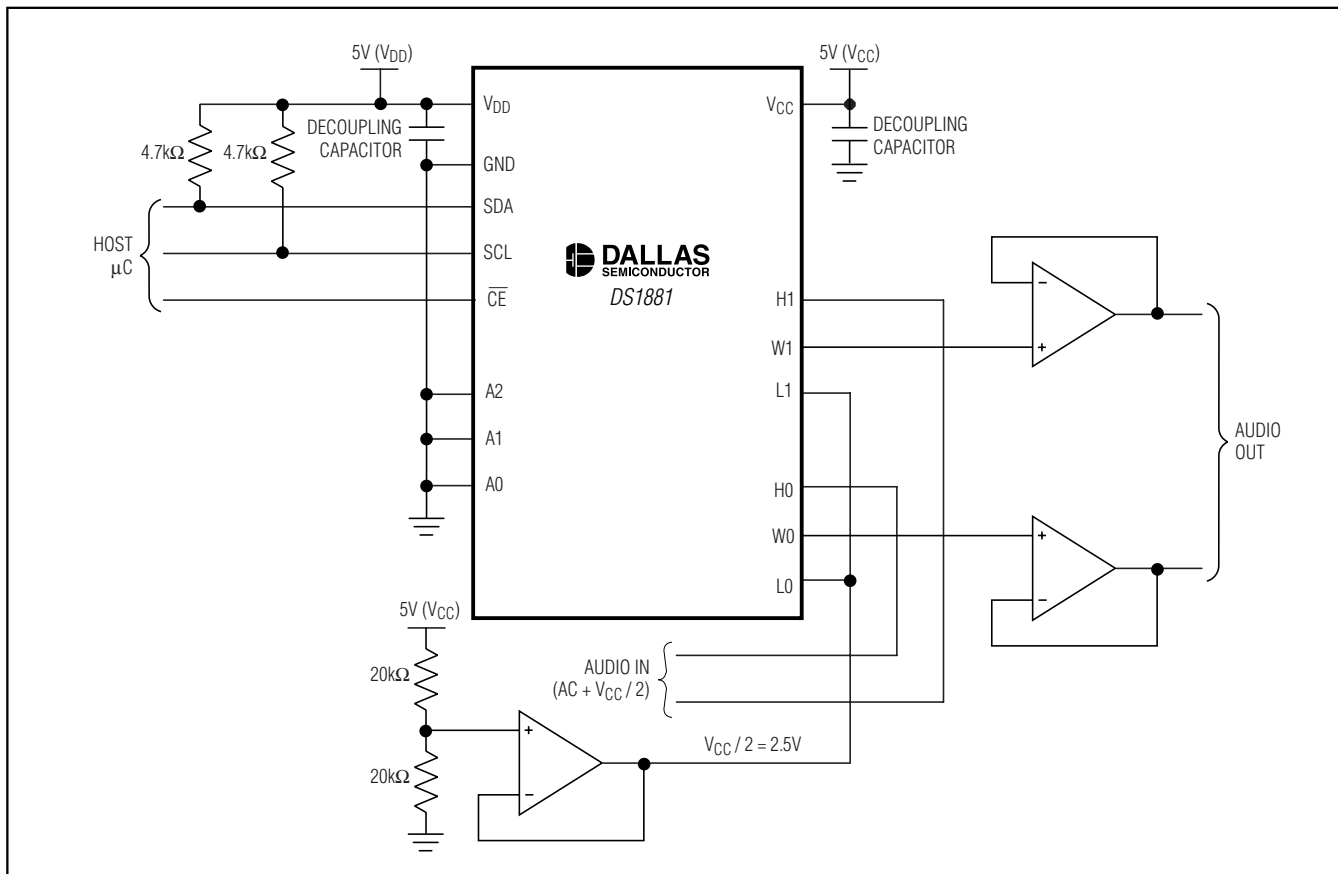 5V (VDD)
5V (VCC)
VDD
VCC
DECOUPLING
CAPACITOR
DECOUPLING
CAPACITOR
4.7kΩ
4.7kΩ
GND
SDA
HOST
μC
SCL
CE
DALLAS
SEMICONDUCTOR
DS1881
H1
W1
L1
A2
A1
A0
H0
W0
L0
-
+
+
-
AUDIO
OUT
5V (VCC)
20kΩ
20kΩ
+
-
AUDIO IN
(AC + VCC / 2)
VCC / 2 = 2.5V